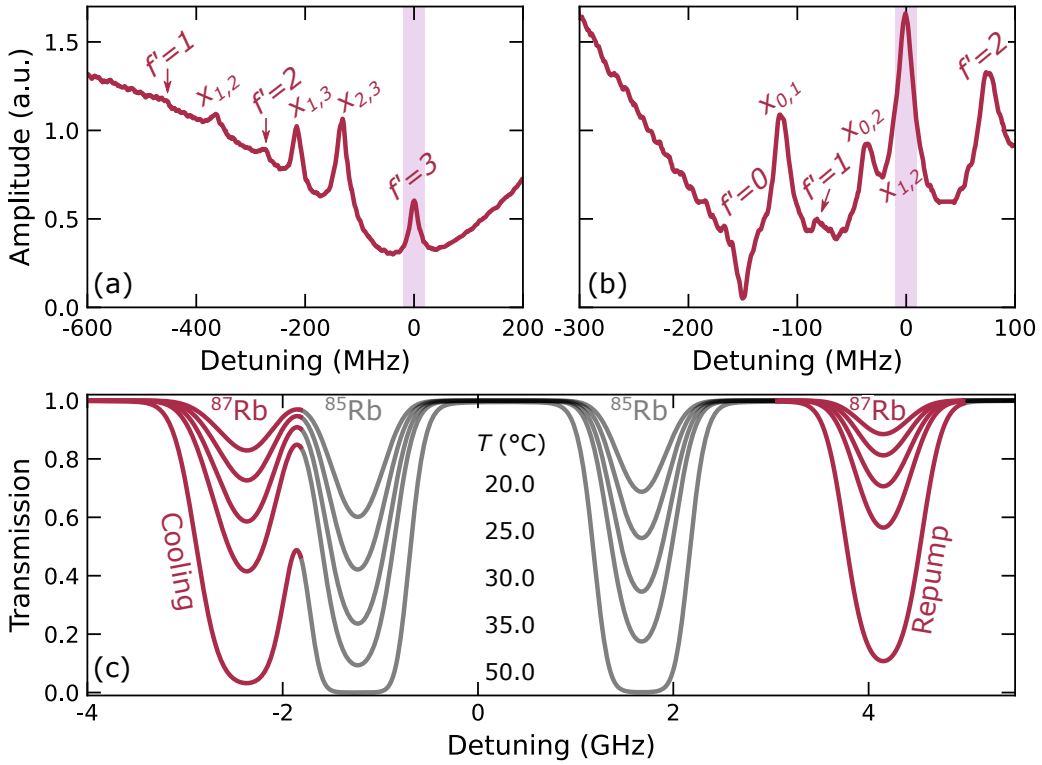 Amplitude (a.u.)
1.5
1.0
0.5
0.0
-600
-400
-200
0
200
Detuning (MHz)
(a)
f'=1
x1,2
f'=2
x1,3
x2,3
f'=3
-300
-200
-100
0
100
Detuning (MHz)
(b)
f'=0
x0,1
f'=1
x0,2
x1,2
f'=2
Transmission
1.0
0.8
0.6
0.4
0.2
0.0
-4
-2
0
2
4
Detuning (GHz)
(c)
87Rb
85Rb
85Rb
87Rb
Cooling
T (°C)
20.0
25.0
30.0
35.0
50.0
Repump